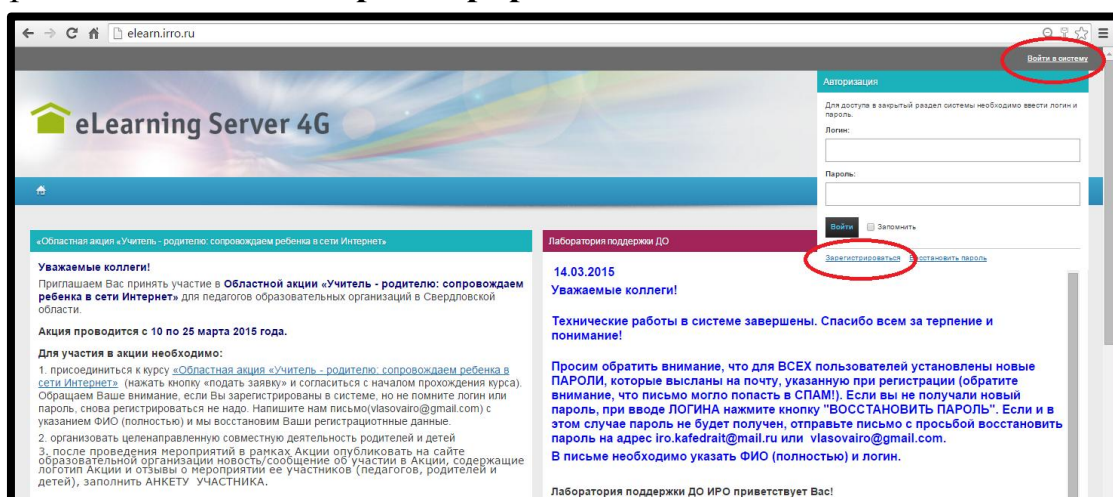 elearn.irro.ru
Войти в систему
eLearning Server 4G
Авторизация
Для доступа в закрытый раздел системы необходимо ввести логин и
пароль.
Логин:
Пароль:
Войти
Запомнить
Зарегистрироваться
Восстановить пароль
«Областная акция «Учитель - родителю: сопровождаем ребенка в сети Интернет»
Уважаемые коллеги!
Приглашаем Вас принять участие в Областной акции «Учитель - родителю: сопровождаем
ребенка в сети Интернет» для педагогов образовательных организаций в Свердловской
области.
Акция проводится с 10 по 25 марта 2015 года.
Для участия в акции необходимо:
1. присоединиться к курсу «Областная акция «Учитель - родителю: сопровождаем ребенка в
сети Интернет» (нажать кнопку «подать заявку» и согласиться с началом прохождения курса).
Обращаем Ваше внимание, если Вы зарегистрированы в системе, но не помните логин или
пароль, снова регистрироваться не надо. Напишите нам письмо(vlasovairo@gmail.com) с
указанием ФИО (полностью) и мы восстановим Ваши регистрациотнные данные.
2. организовать целенаправленную совместную деятельность родителей и детей
3. после проведения мероприятий в рамках Акции опубликовать на сайте
образовательной организации новость/сообщение об участии в Акции, содержащие
логотип Акции и отзывы о мероприятии ее участников (педагогов, родителей и
детей), заполнить АНКЕТУ УЧАСТНИКА.
Лаборатория поддержки ДО
14.03.2015
Уважаемые коллеги!
Технические работы в системе завершены. Спасибо всем за терпение и
понимание!
Просим обратить внимание, что для ВСЕХ пользователей установлены новые
ПАРОЛИ, которые высланы на почту, указанную при регистрации (обратите
внимание, что письмо могло попасть в СПАМ!). Если вы не получали новый
пароль, при вводе ЛОГИНА нажмите кнопку "ВОССТАНОВИТЬ ПАРОЛЬ". Если и в
этом случае пароль не будет получен, отправьте письмо с просьбой восстановить
пароль на адрес iro.kafedrait@mail.ru или vlasovairo@gmail.com.
В письме необходимо указать ФИО (полностью) и логин.
Лаборатория поддержки ДО ИРО приветствует Вас!